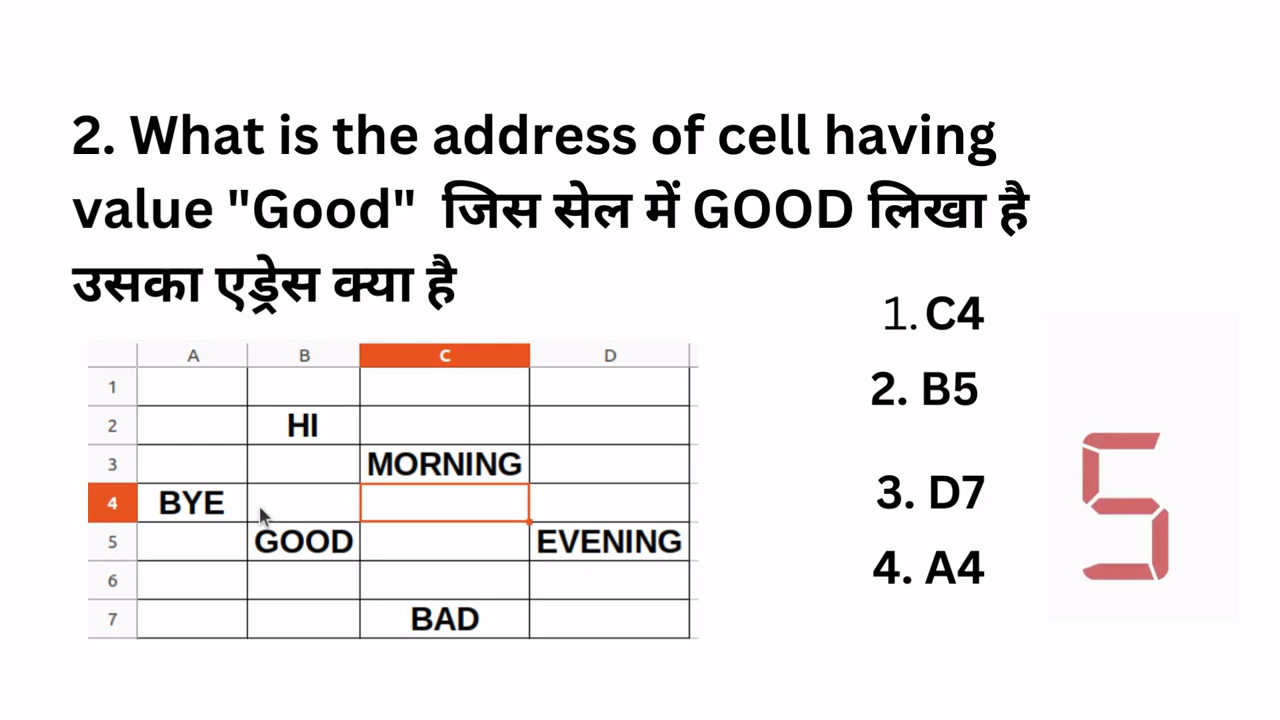 2. What is the address of cell having
value "Good" जिस सेल में GOOD लिखा है
उसका एड्रेस क्या है
1. C4
2. B5
3. D7
4. A4
5
A B C D
1
2 HI
3 MORNING
4 BYE
5 GOOD EVENING
6
7 BAD